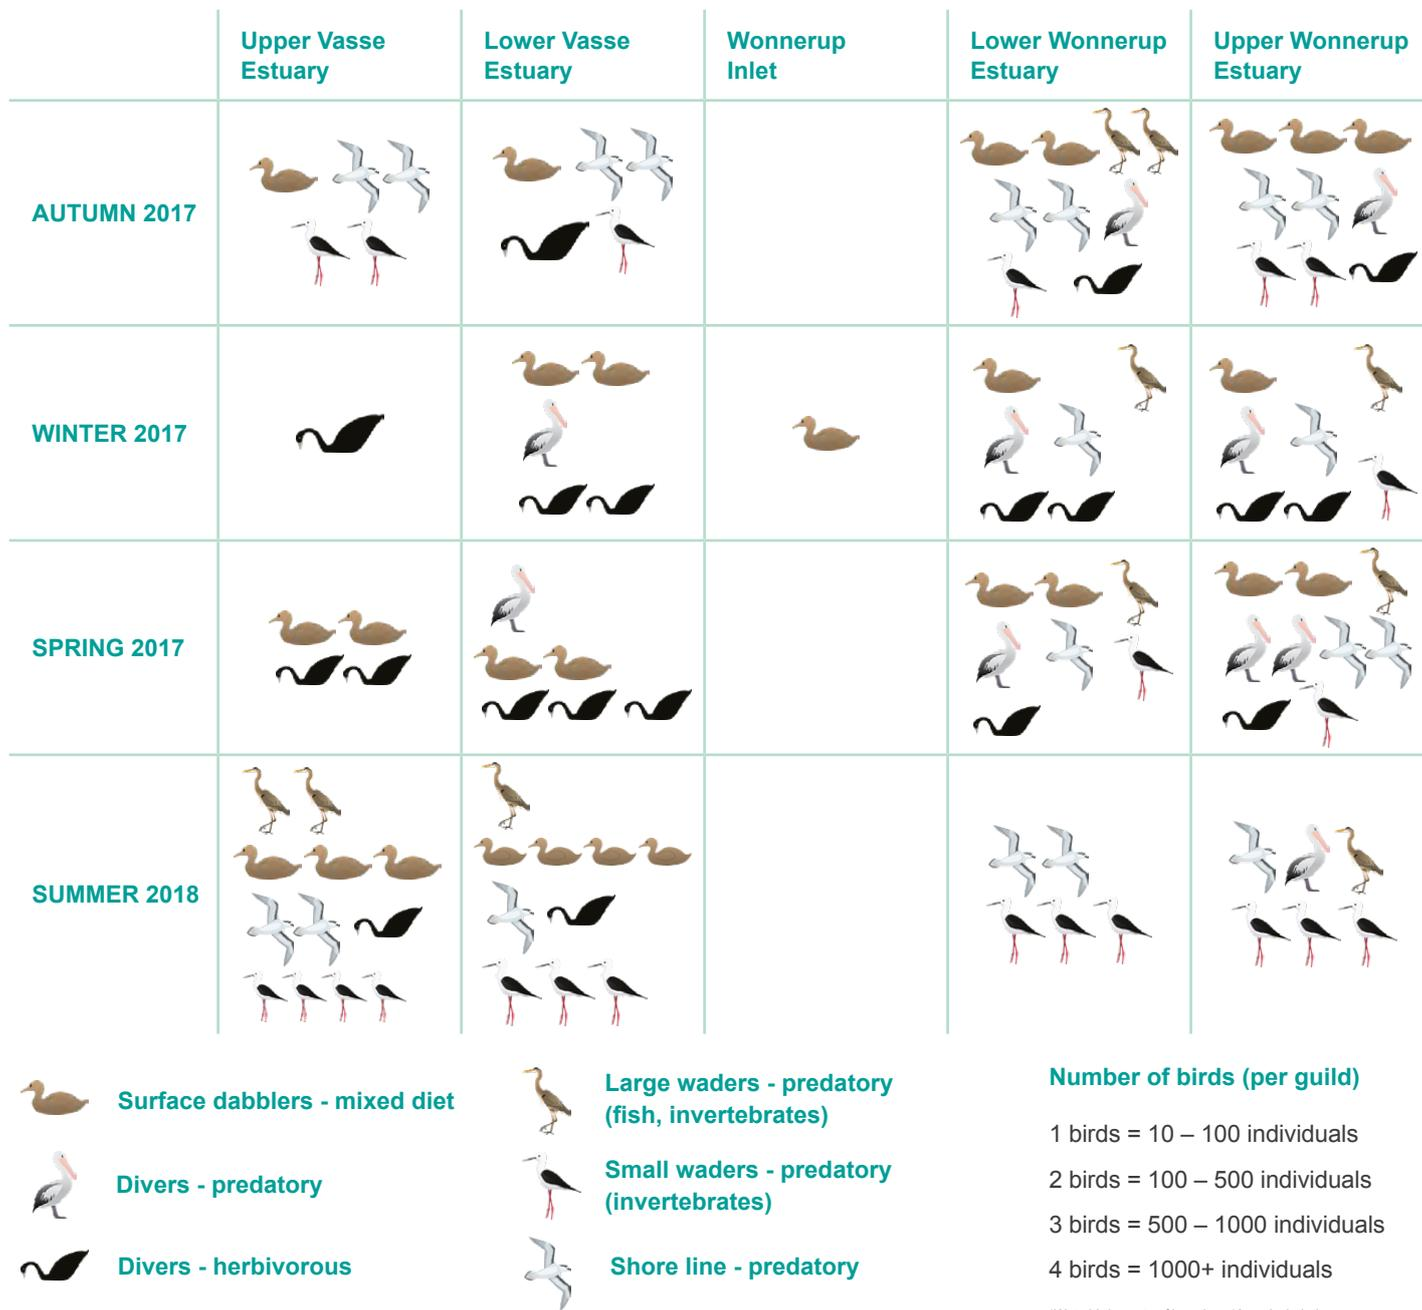 Upper Vasse
Estuary
Lower Vasse
Estuary
Wonnerup
Inlet
Lower Wonnerup
Estuary
Upper Wonnerup
Estuary
AUTUMN 2017
WINTER 2017
SPRING 2017
SUMMER 2018
Surface dabblers - mixed diet
Divers - predatory
Divers - herbivorous
Large waders - predatory
(fish, invertebrates)
Small waders - predatory
(invertebrates)
Shore line - predatory
Number of birds (per guild)
1 birds = 10 – 100 individuals
2 birds = 100 – 500 individuals
3 birds = 500 – 1000 individuals
4 birds = 1000+ individuals